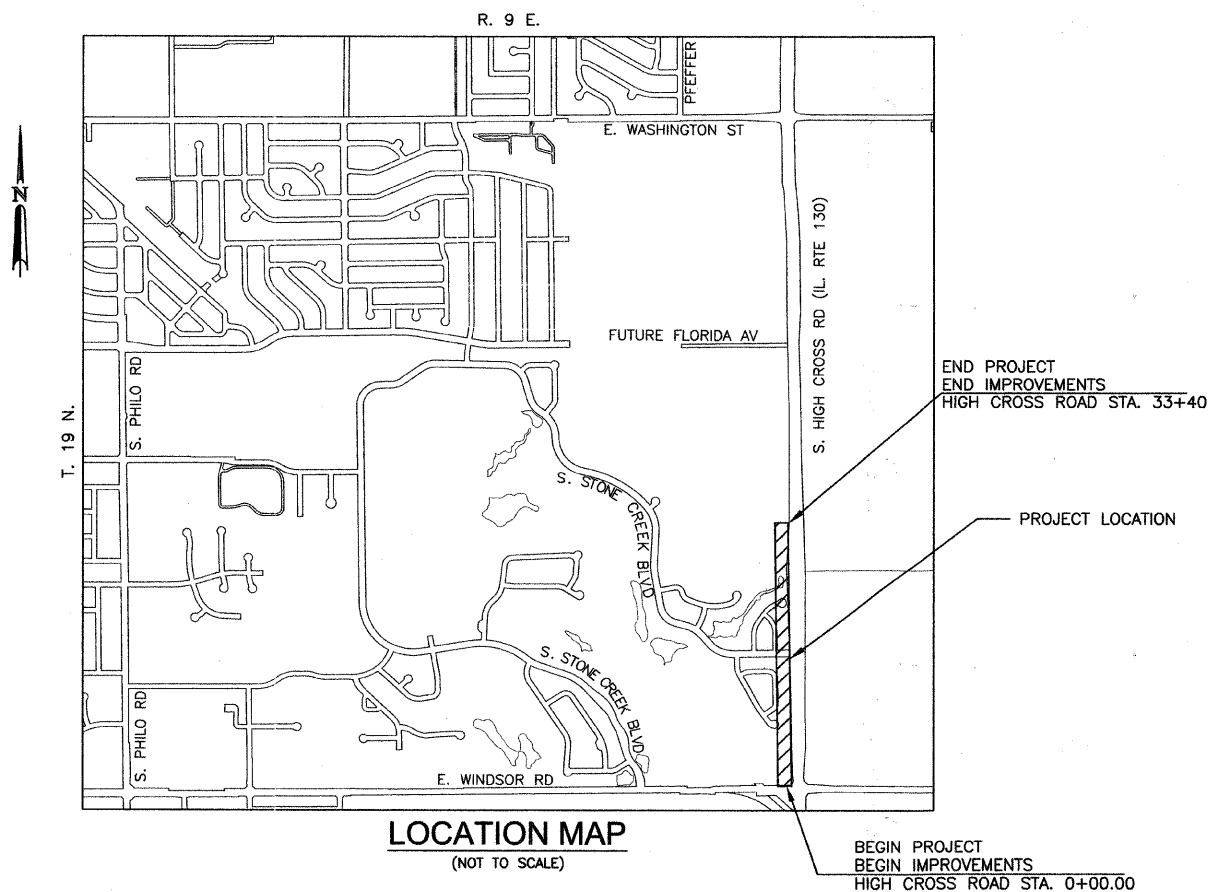 R. 9 E.
PFEFFER
E. WASHINGTON ST
N
S. HIGH CROSS RD (IL. RTE 130)
FUTURE FLORIDA AV
S. PHILO RD
T. 19 N.
END PROJECT
END IMPROVEMENTS
HIGH CROSS ROAD STA. 33+40
S. STONE CREEK BLVD
PROJECT LOCATION
S. STONE CREEK BLVD
S. PHILO RD
E. WINDSOR RD
LOCATION MAP
(NOT TO SCALE)
BEGIN PROJECT
BEGIN IMPROVEMENTS
HIGH CROSS ROAD STA. 0+00.00